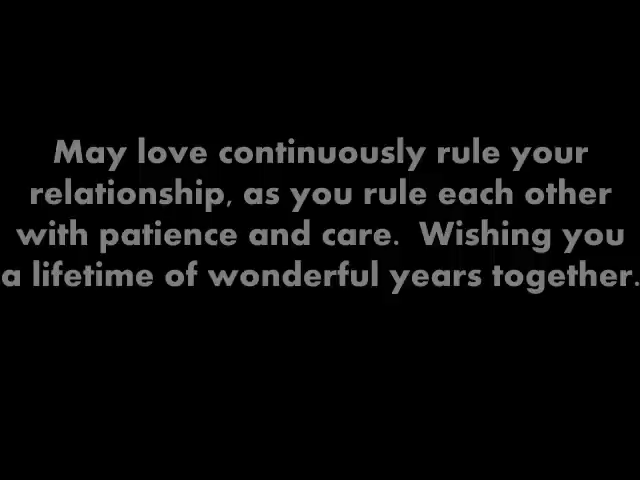 May love continuously rule your
relationship, as you rule each other
with patience and care.  Wishing you
a lifetime of wonderful years together.